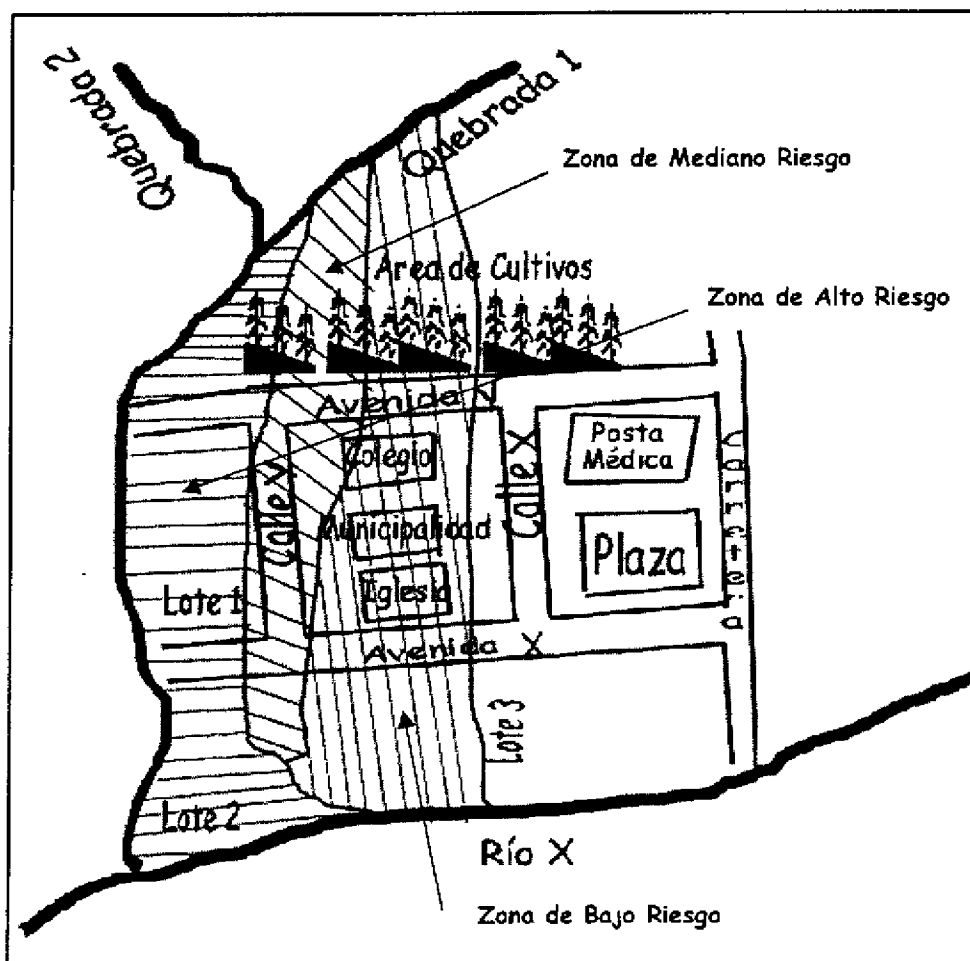 Quebrada 2
Quebrada 1
Zona de Mediano Riesgo
Area de Cultivos
Zona de Alto Riesgo
Avenida
Colegio
Posta
Médica
Calle
Calle X
Carretera
Municipalidad
Plaza
Lote 1
Iglesia
Avenida X
Lote 3
Lote 2
Río X
Zona de Bajo Riesgo